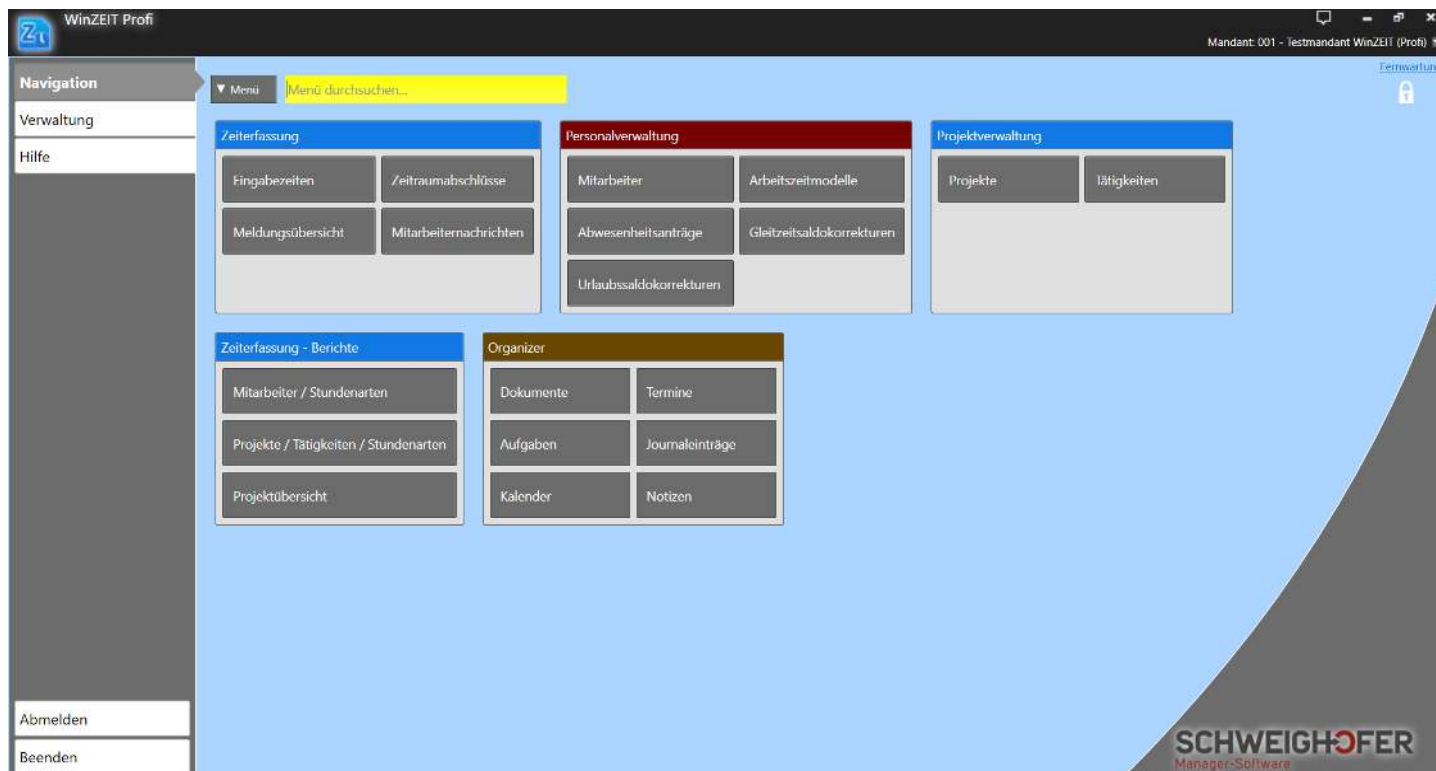 WinZEIT Profi
Mandant: 001 - Testmandant WinZEIT (Profi)
Fernwartun
Navigation
Verwaltung
Hilfe
▼ Menü
Menü durchsuchen...
Zeiterfassung
Eingabezeiten
Zeitraumabschlüsse
Meldungsübersicht
Mitarbeiternachrichten
Personalverwaltung
Mitarbeiter
Arbeitszeitmodelle
Abwesenheitsanträge
Gleitzeitsaldokorrekturen
Urlaubssaldokorrekturen
Projektverwaltung
Projekte
Tätigkeiten
Zeiterfassung - Berichte
Mitarbeiter / Stundenarten
Projekte / Tätigkeiten / Stundenarten
Projektübersicht
Organizer
Dokumente
Termine
Aufgaben
Journaleinträge
Kalender
Notizen
Abmelden
Beenden
SCHWEIGHOFER
Manager-Software